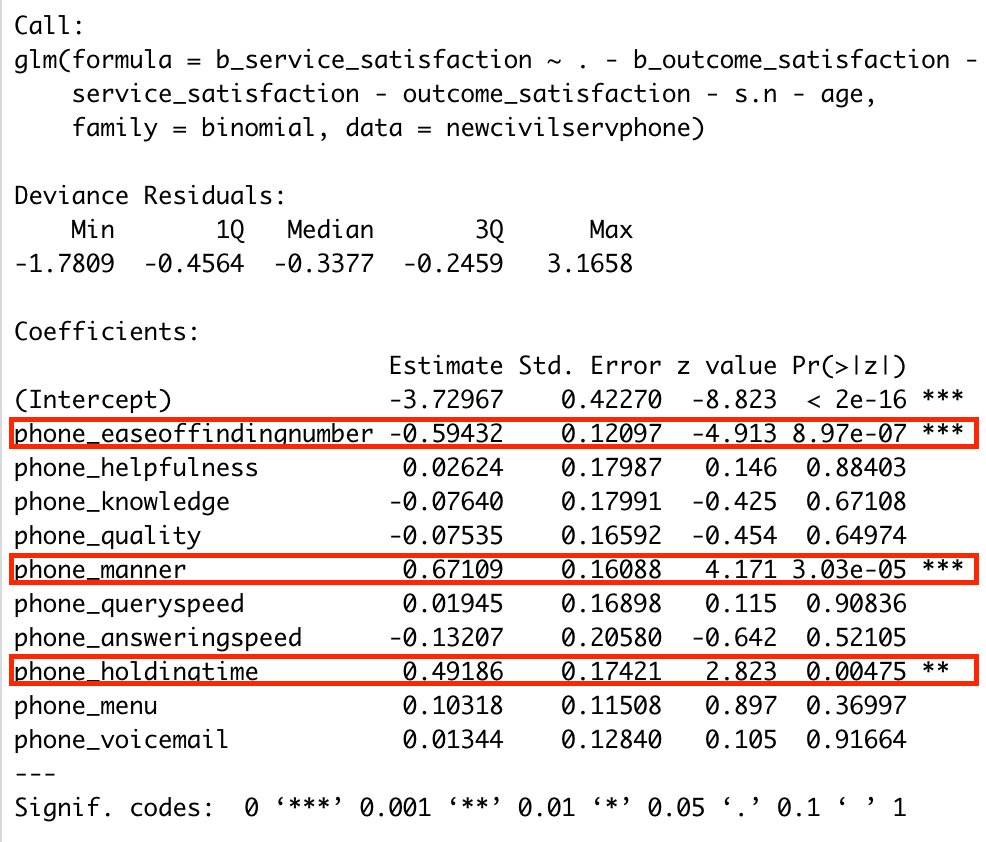 Call:
glm(formula = b_service_satisfaction ~ . - b_outcome_satisfaction -
    service_satisfaction - outcome_satisfaction - s.n - age,
    family = binomial, data = newcivilservphone)

Deviance Residuals:
    Min      1Q   Median      3Q     Max
-1.7809  -0.4564  -0.3377  -0.2459   3.1658

Coefficients:
                         Estimate Std. Error z value Pr(>|z|)
(Intercept)              -3.72967    0.42270  -8.823  < 2e-16 ***
phone_easeoffindingnumber -0.59432    0.12097  -4.913 8.97e-07 ***
phone_helpfulness         0.02624    0.17987   0.146  0.88403
phone_knowledge          -0.07640    0.17991  -0.425  0.67108
phone_quality            -0.07535    0.16592  -0.454  0.64974
phone_manner              0.67109    0.16088   4.171 3.03e-05 ***
phone_queryspeed          0.01945    0.16898   0.115  0.90836
phone_answeringspeed     -0.13207    0.20580  -0.642  0.52105
phone_holdingtime         0.49186    0.17421   2.823  0.00475 **
phone_menu                0.10318    0.11508   0.897  0.36997
phone_voicemail           0.01344    0.12840   0.105  0.91664
---
Signif. codes:  0 ‘***’ 0.001 ‘**’ 0.01 ‘*’ 0.05 ‘.’ 0.1 ‘ ’ 1